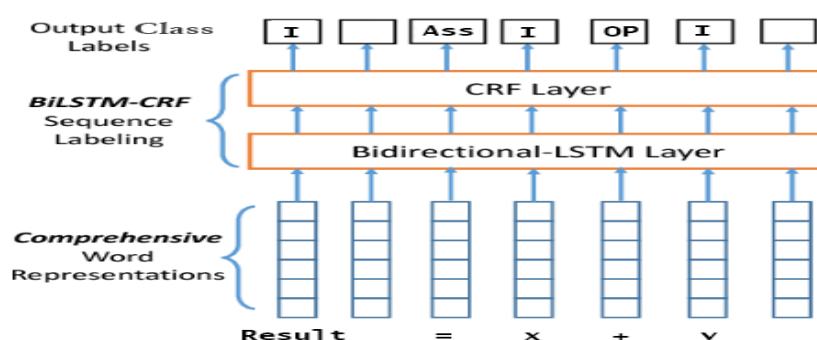 Output Class
Labels
I Ass I OP I
BiLSTM-CRF
Sequence
Labeling
CRF Layer
Bidirectional-LSTM Layer
Comprehensive
Word
Representations
Result = X + Y